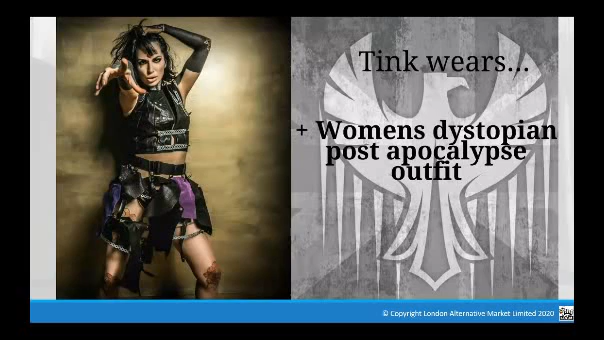 Tink wears...
+ Womens dystopian
post apocalypse
outfit
© Copyright London Alternative Market Limited 2020